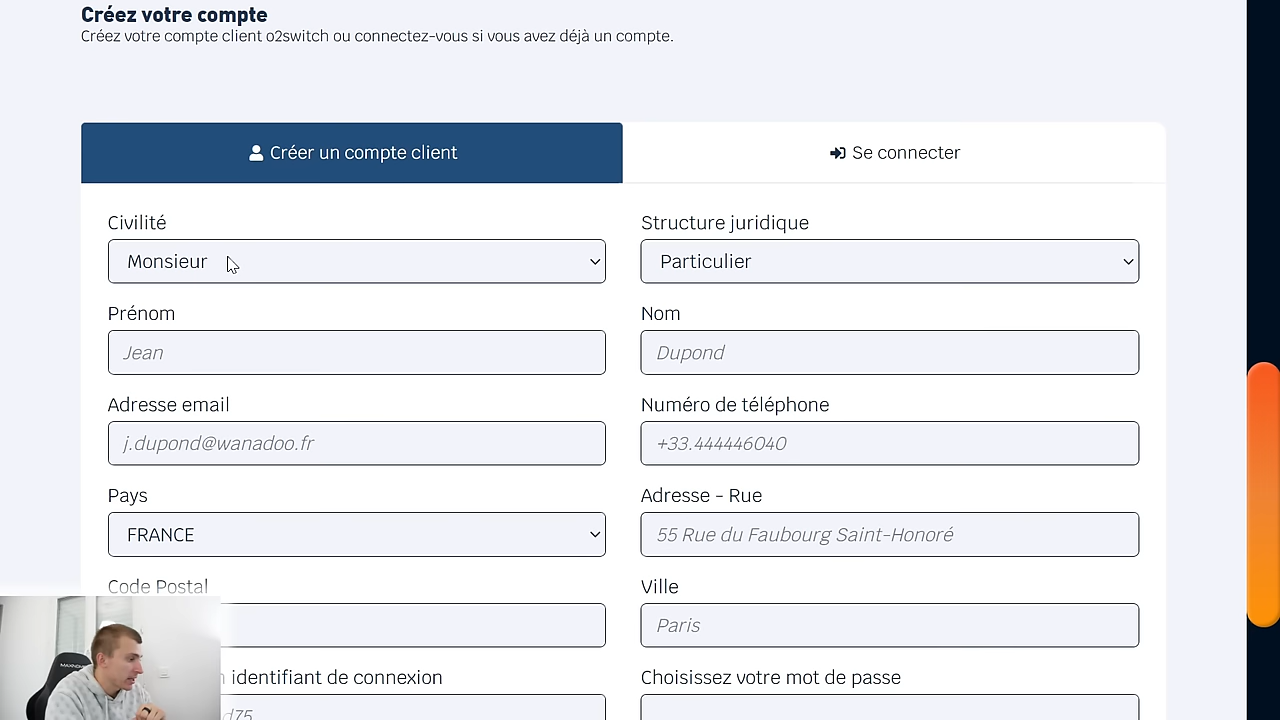 Créez votre compte
Créez votre compte client o2switch ou connectez-vous si vous avez déjà un compte.
Créer un compte client
Se connecter
Civilité
Structure juridique
Monsieur
Particulier
Prénom
Nom
Jean
Dupond
Adresse email
Numéro de téléphone
j.dupond@wanadoo.fr
+33.444446040
Pays
Adresse - Rue
FRANCE
55 Rue du Faubourg Saint-Honoré
Code Postal
Ville
Paris
identifiant de connexion
Choisissez votre mot de passe
d75